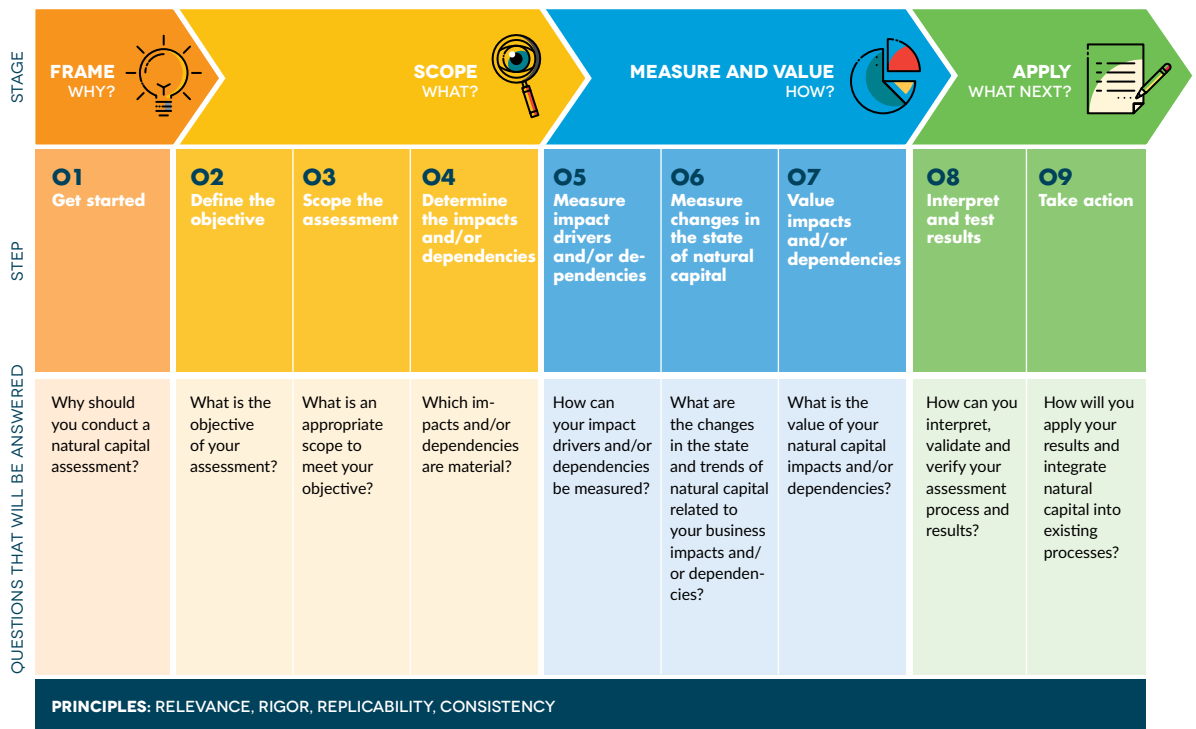 STAGE
FRAME
WHY?
SCOPE
WHAT?
MEASURE AND VALUE
HOW?
APPLY
WHAT NEXT?
STEP
01
Get started
02
Define the
objective
03
Scope the
assessment
04
Determine
the impacts
and/or
dependencies
05
Measure
impact
drivers
and/or de-
pendencies
06
Measure
changes in
the state
of natural
capital
07
Value
impacts
and/or
dependencies
08
Interpret
and test
results
09
Take action
QUESTIONS THAT WILL BE ANSWERED
Why should
you conduct a
natural capital
assessment?
What is the
objective
of your
assessment?
What is an
appropriate
scope to
meet your
objective?
Which im-
pacts and/or
dependencies
are material?
How can
your impact
drivers and/or
dependencies
be measured?
What are
the changes
in the state
and trends of
natural capital
related to
your business
impacts and/
or dependen-
cies?
What is the
value of your
natural capital
impacts and/or
dependencies?
How can you
interpret,
validate and
verify your
assessment
process and
results?
How will you
apply your
results and
integrate
natural
capital into
existing
processes?
PRINCIPLES: RELEVANCE, RIGOR, REPLICABILITY, CONSISTENCY